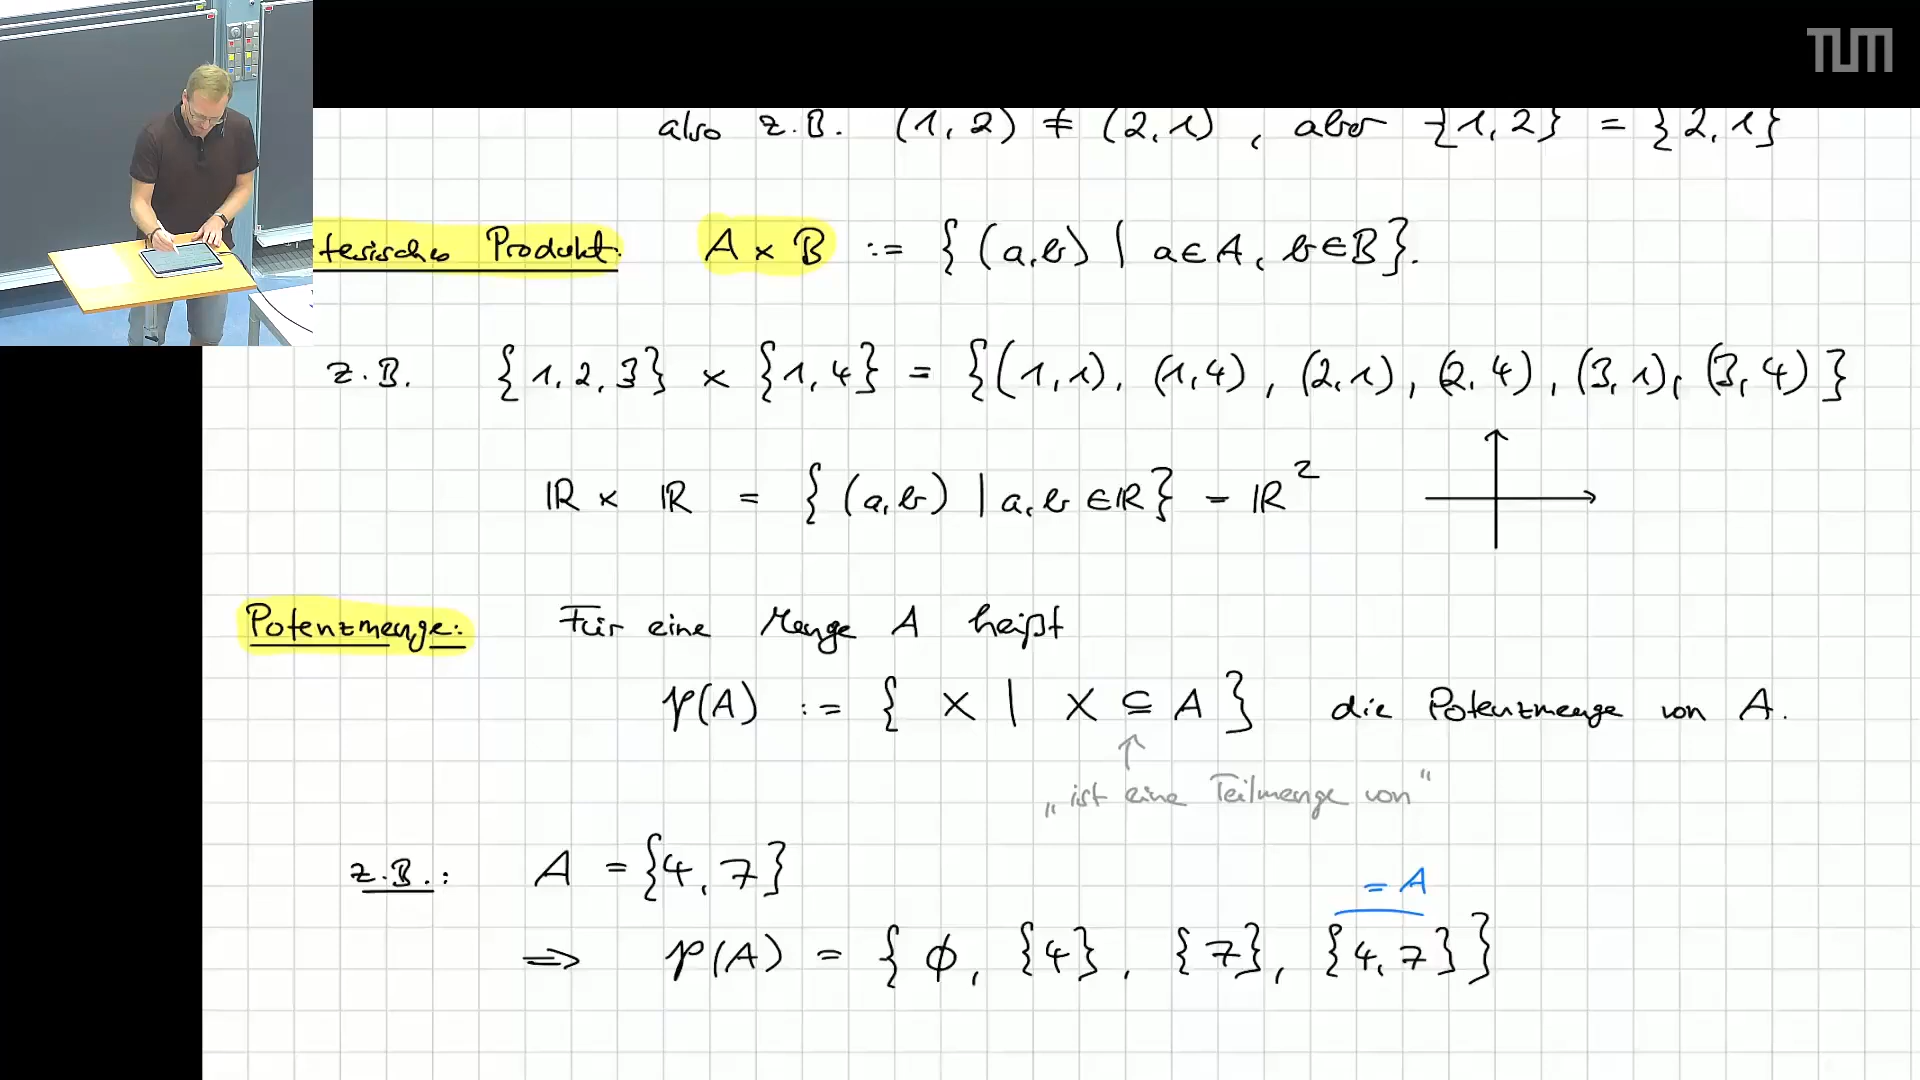 TUM
also z.B. (1, 2) ≠ (2, 1), aber {1, 2} = {2, 1}
tesisches Produkt: A × B := { (a, b) | a ∈ A, b ∈ B }.
z.B. {1, 2, 3} × {1, 4} = {(1, 1), (1, 4), (2, 1), (2, 4), (3, 1), (3, 4)}
ℝ × ℝ = { (a, b) | a, b ∈ ℝ } = ℝ²
Potenzmenge: Für eine Menge A heißt
𝒫(A) := { X | X ⊆ A } die Potenzmenge von A.
„ist eine Teilmenge von“
z.B.: A = {4, 7}
= A
⇒ 𝒫(A) = { ∅, {4}, {7}, {4, 7} }